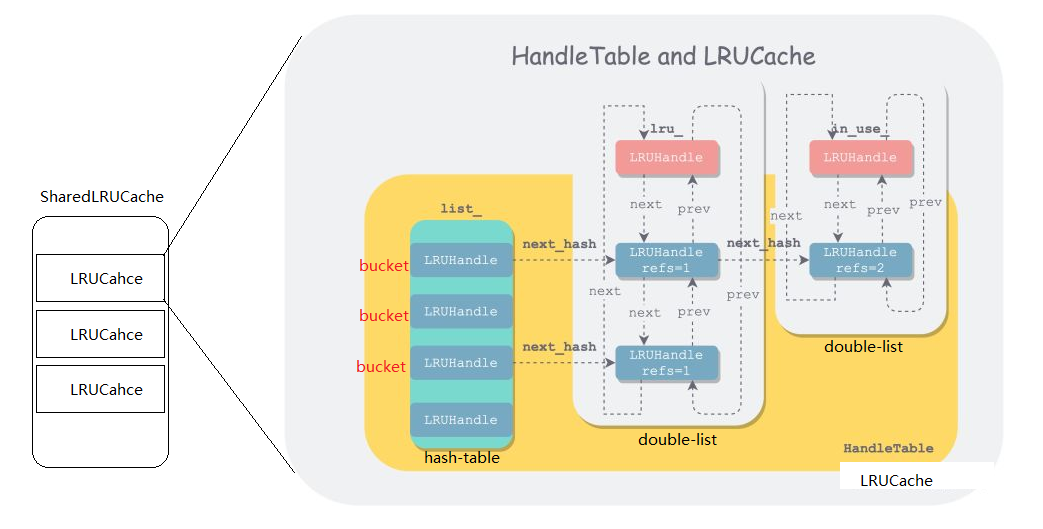 HandleTable and LRUCache
SharedLRUCache
LRUCahce
LRUCahce
LRUCahce
list_
bucket
LRUHandle
bucket
LRUHandle
bucket
LRUHandle
LRUHandle
hash-table
next_hash
next_hash
lru_
LRUHandle
next
prev
LRUHandle
refs=1
next
next
prev
prev
LRUHandle
refs=1
double-list
next_hash
in_use_
LRUHandle
next
next
prev
prev
LRUHandle
refs=2
double-list
HandleTable
LRUCache